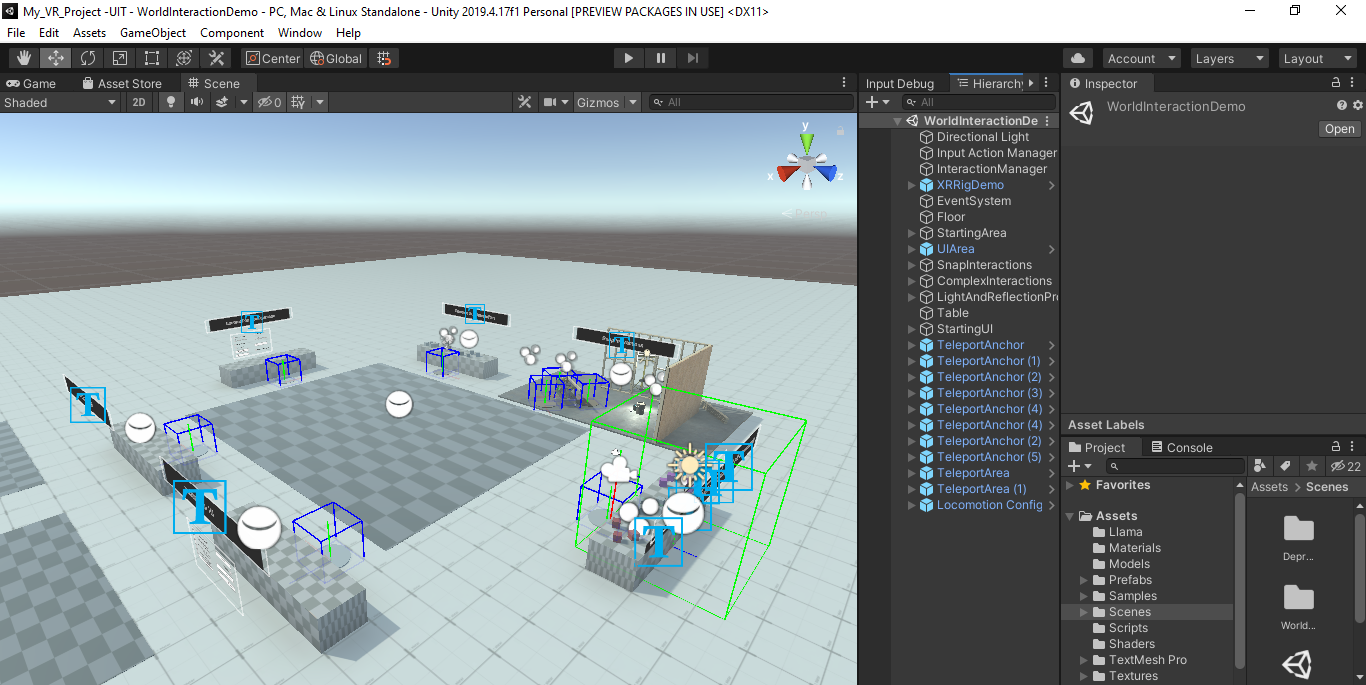 My_VR_Project -UIT - WorldInteractionDemo - PC, Mac & Linux Standalone - Unity 2019.4.17f1 Personal [PREVIEW PACKAGES IN USE] <DX11>
File Edit Assets GameObject Component Window Help
Center Global Account Layers Layout
Game Asset Store Scene Input Debug Hierarchy Inspector
Shaded 2D 0 Gizmos All All WorldInteractionDemo
Open
WorldInteractionDe
Directional Light
Input Action Manager
InteractionManager
XRRigDemo
EventSystem
Floor
StartingArea
UIArea
SnapInteractions
ComplexInteractions
LightAndReflectionPr
Table
StartingUI
TeleportAnchor
TeleportAnchor (1)
TeleportAnchor (2)
TeleportAnchor (3)
TeleportAnchor (4)
TeleportAnchor (4)
TeleportAnchor (2)
TeleportAnchor (5)
TeleportArea
TeleportArea (1)
Locomotion Config
y
x z
Persp
T
T
T
T
T
T
T
Asset Labels
Project Console
22
Favorites
Assets
Llama
Materials
Models
Prefabs
Samples
Scenes
Scripts
Shaders
TextMesh Pro
Textures
Assets > Scenes
Depr...
World...